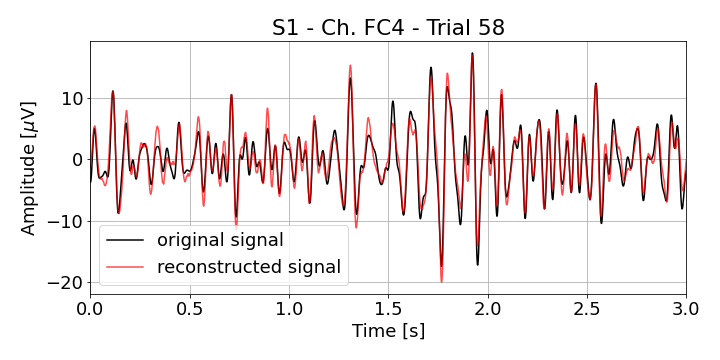 S1 - Ch. FC4 - Trial 58
Amplitude [μV]
10
0
−10
−20
original signal
reconstructed signal
0.0 0.5 1.0 1.5 2.0 2.5 3.0
Time [s]